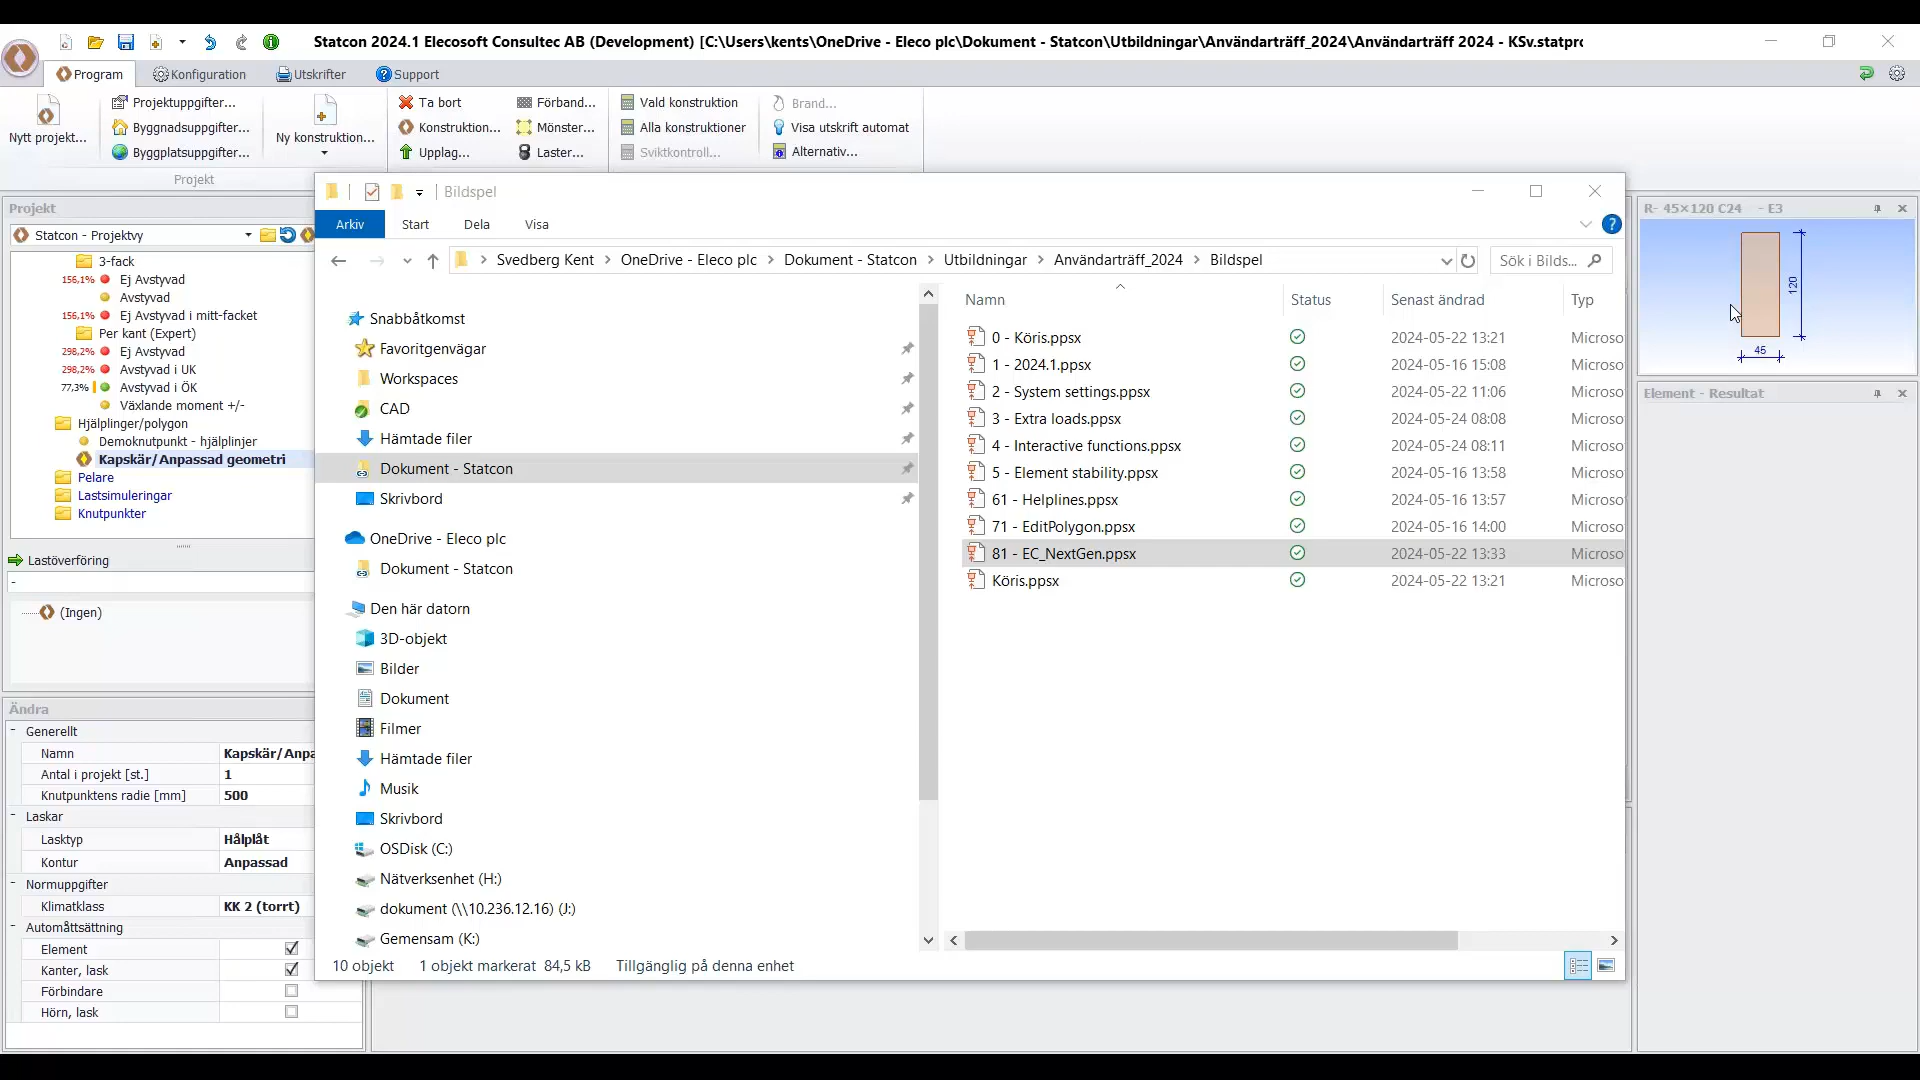 Statcon 2024.1 Elecosoft Consultec AB (Development) [C:\Users\kents\OneDrive - Eleco plc\Dokument - Statcon\Utbildningar\Användarträff_2024\Användarträff 2024 - KSv.statpro
Program
Konfiguration
Utskrifter
Support
Nytt projekt...
Projektuppgifter...
Byggnadsuppgifter...
Byggplatsuppgifter...
Ny konstruktion...
Ta bort
Konstruktion...
Upplag...
Förband...
Mönster...
Laster...
Vald konstruktion
Alla konstruktioner
Sviktkontroll...
Brand...
Visa utskrift automat
Alternativ...
Projekt
Projekt
Statcon - Projektvy
3-fack
156,1% Ej Avstyvad
Avstyvad
156,1% Ej Avstyvad i mitt-facket
Per kant (Expert)
298,2% Ej Avstyvad
298,2% Avstyvad i UK
77,3% Avstyvad i ÖK
Växlande moment +/-
Hjälplinger/polygon
Demoknutpunkt - hjälplinjer
Kapskär/Anpassad geometri
Pelare
Lastsimuleringar
Knutpunkter
Lastöverföring
-
(Ingen)
Ändra
Generellt
Namn Kapskär/Anpa
Antal i projekt [st.] 1
Knutpunktens radie [mm] 500
Laskar
Lasktyp Hålplåt
Kontur Anpassad
Normuppgifter
Klimatklass KK 2 (torrt)
Automåttsättning
Element
Kanter, lask
Förbindare
Hörn, lask
Bildspel
Arkiv
Start
Dela
Visa
Svedberg Kent
OneDrive - Eleco plc
Dokument - Statcon
Utbildningar
Användarträff_2024
Bildspel
Sök i Bilds...
Snabbåtkomst
Favoritgenvägar
Workspaces
CAD
Hämtade filer
Dokument - Statcon
Skrivbord
OneDrive - Eleco plc
Dokument - Statcon
Den här datorn
3D-objekt
Bilder
Dokument
Filmer
Hämtade filer
Musik
Skrivbord
OSDisk (C:)
Nätverksenhet (H:)
dokument (\\10.236.12.16) (J:)
Gemensam (K:)
Namn Status Senast ändrad Typ
0 - Köris.ppsx 2024-05-22 13:21 Microso
1 - 2024.1.ppsx 2024-05-16 15:08 Microso
2 - System settings.ppsx 2024-05-22 11:06 Microso
3 - Extra loads.ppsx 2024-05-24 08:08 Microso
4 - Interactive functions.ppsx 2024-05-24 08:11 Microso
5 - Element stability.ppsx 2024-05-16 13:58 Microso
61 - Helplines.ppsx 2024-05-16 13:57 Microso
71 - EditPolygon.ppsx 2024-05-16 14:00 Microso
81 - EC_NextGen.ppsx 2024-05-22 13:33 Microso
Köris.ppsx 2024-05-22 13:21 Microso
10 objekt 1 objekt markerat 84,5 kB Tillgänglig på denna enhet
R- 45×120 C24 - E3
120
45
Element - Resultat